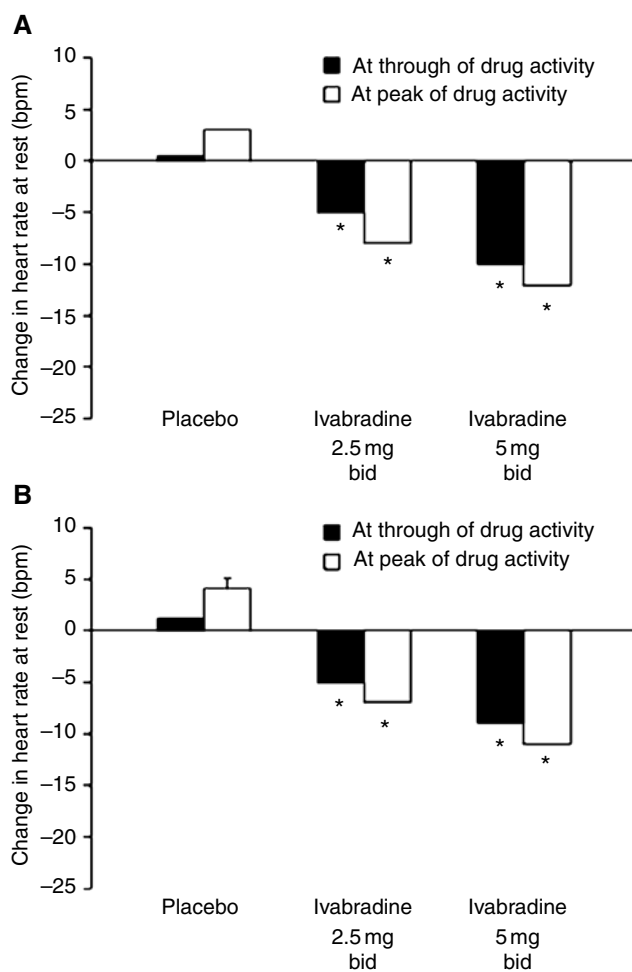 A
Change in heart rate at rest (bpm)
10
5
0
−5
−10
−15
−20
−25
At through of drug activity
At peak of drug activity
*
*
*
*
Placebo
Ivabradine
2.5 mg
bid
Ivabradine
5 mg
bid
B
Change in heart rate at rest (bpm)
10
5
0
−5
−10
−15
−20
−25
At through of drug activity
At peak of drug activity
*
*
*
*
Placebo
Ivabradine
2.5 mg
bid
Ivabradine
5 mg
bid